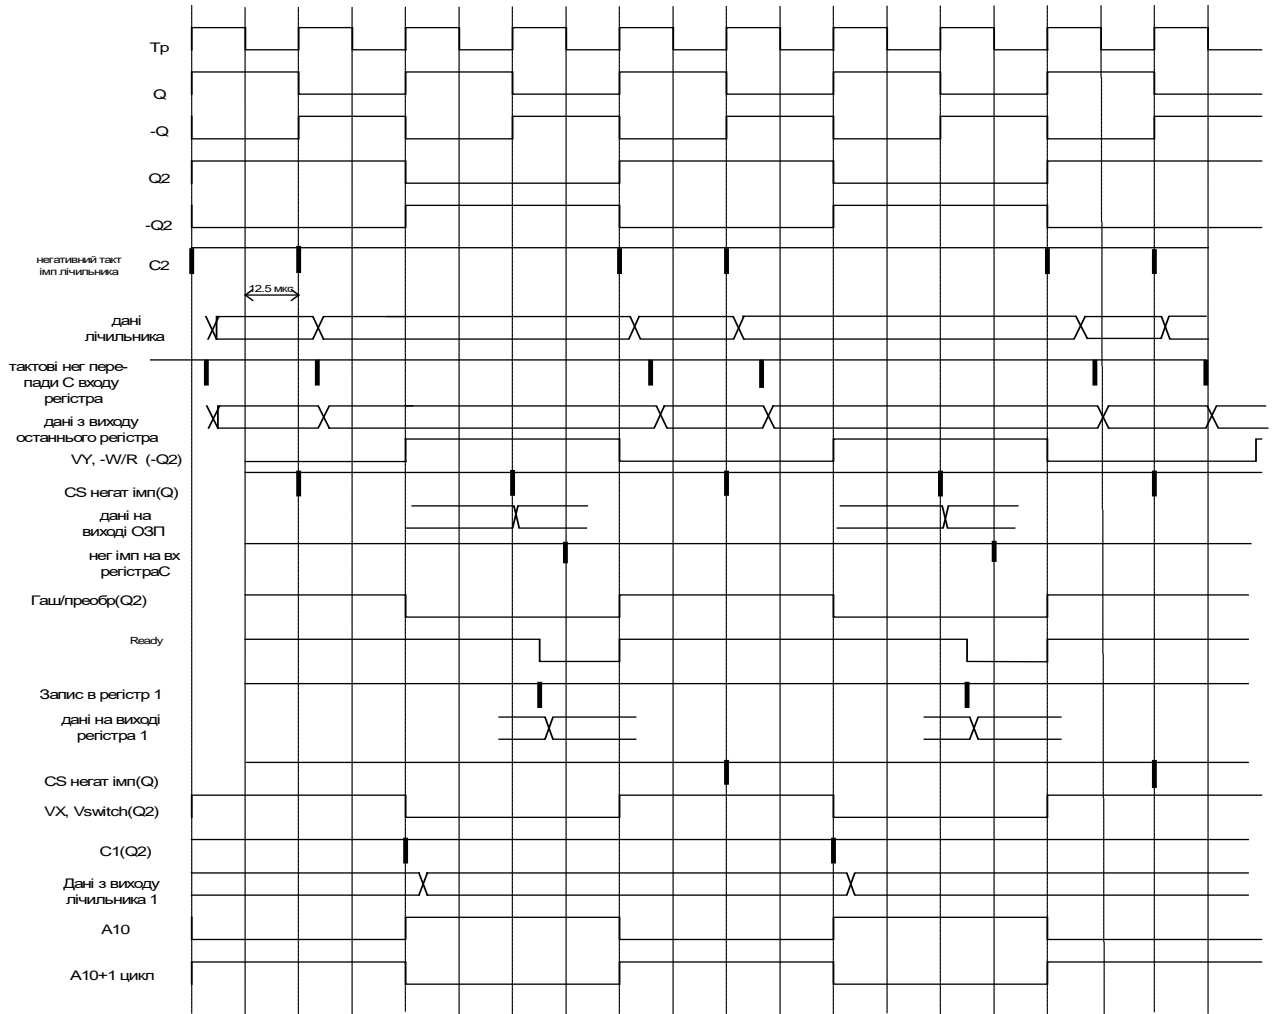 Тр
Q
-Q
Q2
-Q2
негативний такт
імп лічильника
С2
12.5 мкс
дані
лічильника
тактові нег пере-
пади С входу
регістра
дані з виходу
останнього регістра
VY, -W/R (-Q2)
CS негат імп(Q)
дані на
виході ОЗП
нег імп на вх
регістраС
Гаш/преобр(Q2)
Ready
Запис в регістр 1
дані на виході
регістра 1
CS негат імп(Q)
VX, Vswitch(Q2)
C1(Q2)
Дані з виходу
лічильника 1
A10
A10+1 цикл